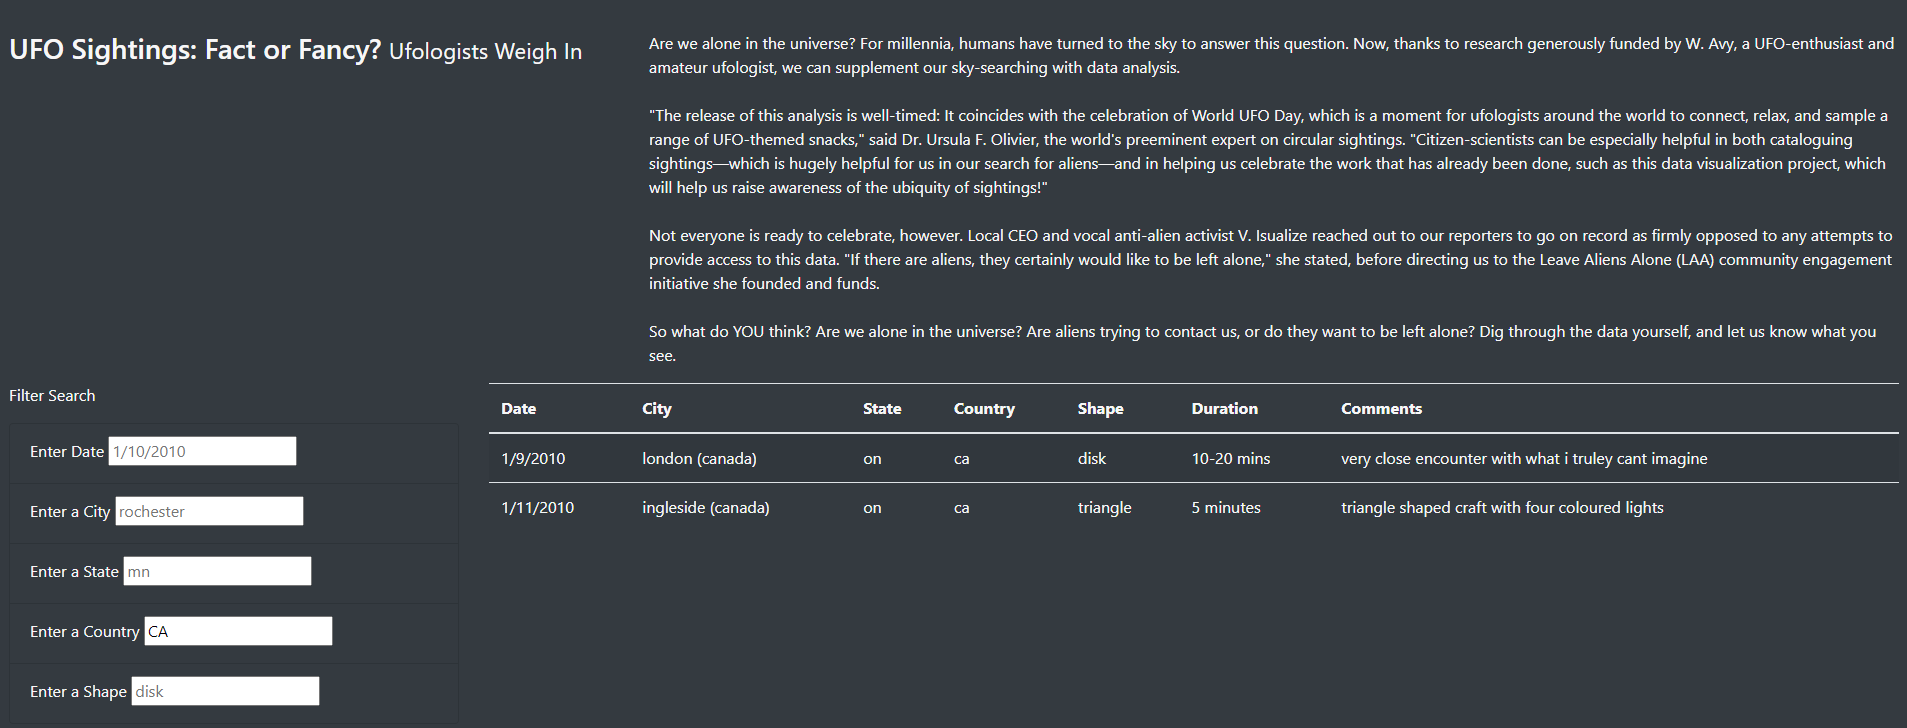 UFO Sightings: Fact or Fancy? Ufologists Weigh In
Are we alone in the universe? For millennia, humans have turned to the sky to answer this question. Now, thanks to research generously funded by W. Avy, a UFO-enthusiast and
amateur ufologist, we can supplement our sky-searching with data analysis.
"The release of this analysis is well-timed: It coincides with the celebration of World UFO Day, which is a moment for ufologists around the world to connect, relax, and sample a
range of UFO-themed snacks," said Dr. Ursula F. Olivier, the world's preeminent expert on circular sightings. "Citizen-scientists can be especially helpful in both cataloguing
sightings—which is hugely helpful for us in our search for aliens—and in helping us celebrate the work that has already been done, such as this data visualization project, which
will help us raise awareness of the ubiquity of sightings!"
Not everyone is ready to celebrate, however. Local CEO and vocal anti-alien activist V. Isualize reached out to our reporters to go on record as firmly opposed to any attempts to
provide access to this data. "If there are aliens, they certainly would like to be left alone," she stated, before directing us to the Leave Aliens Alone (LAA) community engagement
initiative she founded and funds.
So what do YOU think? Are we alone in the universe? Are aliens trying to contact us, or do they want to be left alone? Dig through the data yourself, and let us know what you
see.
Filter Search
Enter Date 1/10/2010
Enter a City rochester
Enter a State mn
Enter a Country CA
Enter a Shape disk
Date City State Country Shape Duration Comments
1/9/2010 london (canada) on ca disk 10-20 mins very close encounter with what i truley cant imagine
1/11/2010 ingleside (canada) on ca triangle 5 minutes triangle shaped craft with four coloured lights